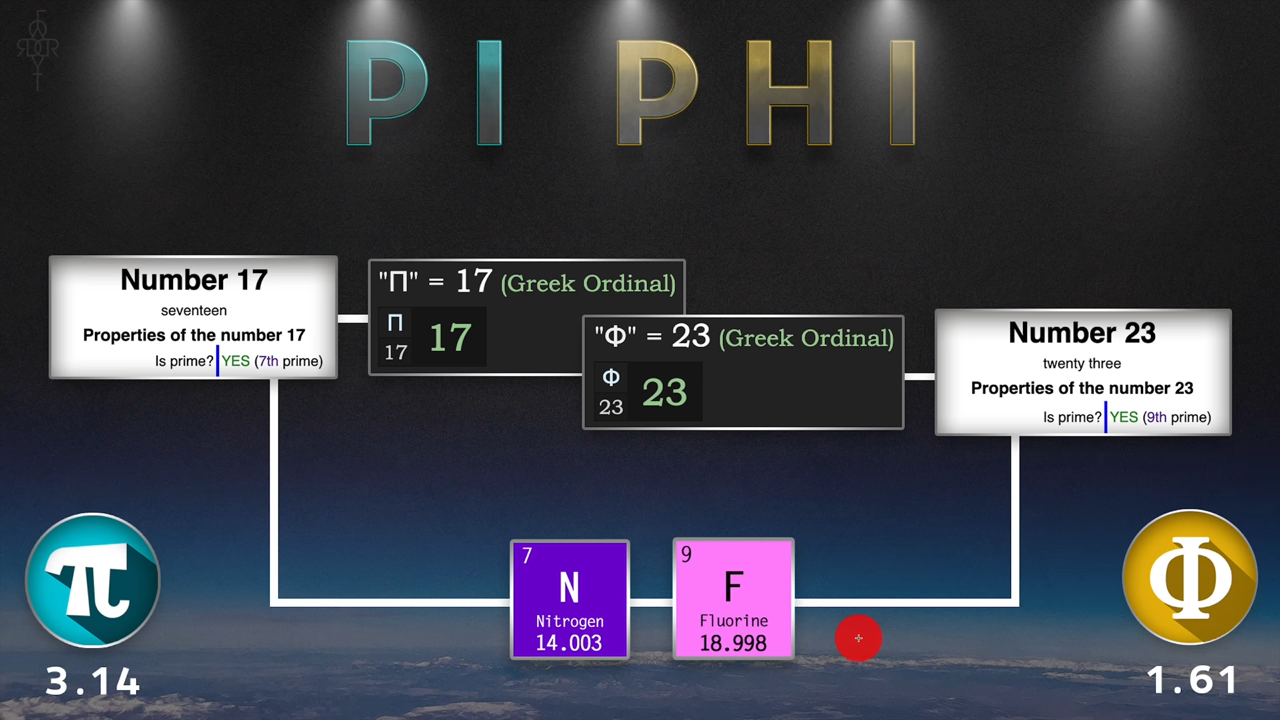 PI PHI
Number 17
seventeen
Properties of the number 17
Is prime? YES (7th prime)
"Π" = 17 (Greek Ordinal)
Π
17
17
"Φ" = 23 (Greek Ordinal)
Φ
23
23
Number 23
twenty three
Properties of the number 23
Is prime? YES (9th prime)
7
N
Nitrogen
14.003
9
F
Fluorine
18.998
π
3.14
Φ
1.61